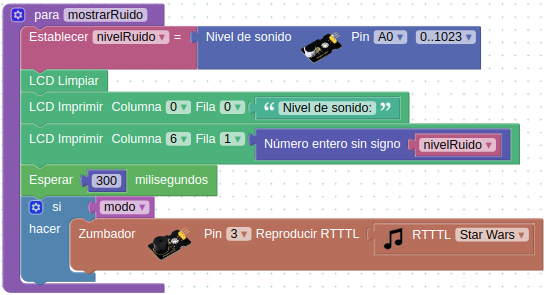 para mostrarRuido
Establecer nivelRuido = Nivel de sonido Pin A0 0..1023
LCD Limpiar
LCD Imprimir Columna 0 Fila 0 “ Nivel de sonido: ”
LCD Imprimir Columna 6 Fila 1 Número entero sin signo nivelRuido
Esperar 300 milisegundos
si modo
hacer Zumbador Pin 3 Reproducir RTTTL RTTTL Star Wars